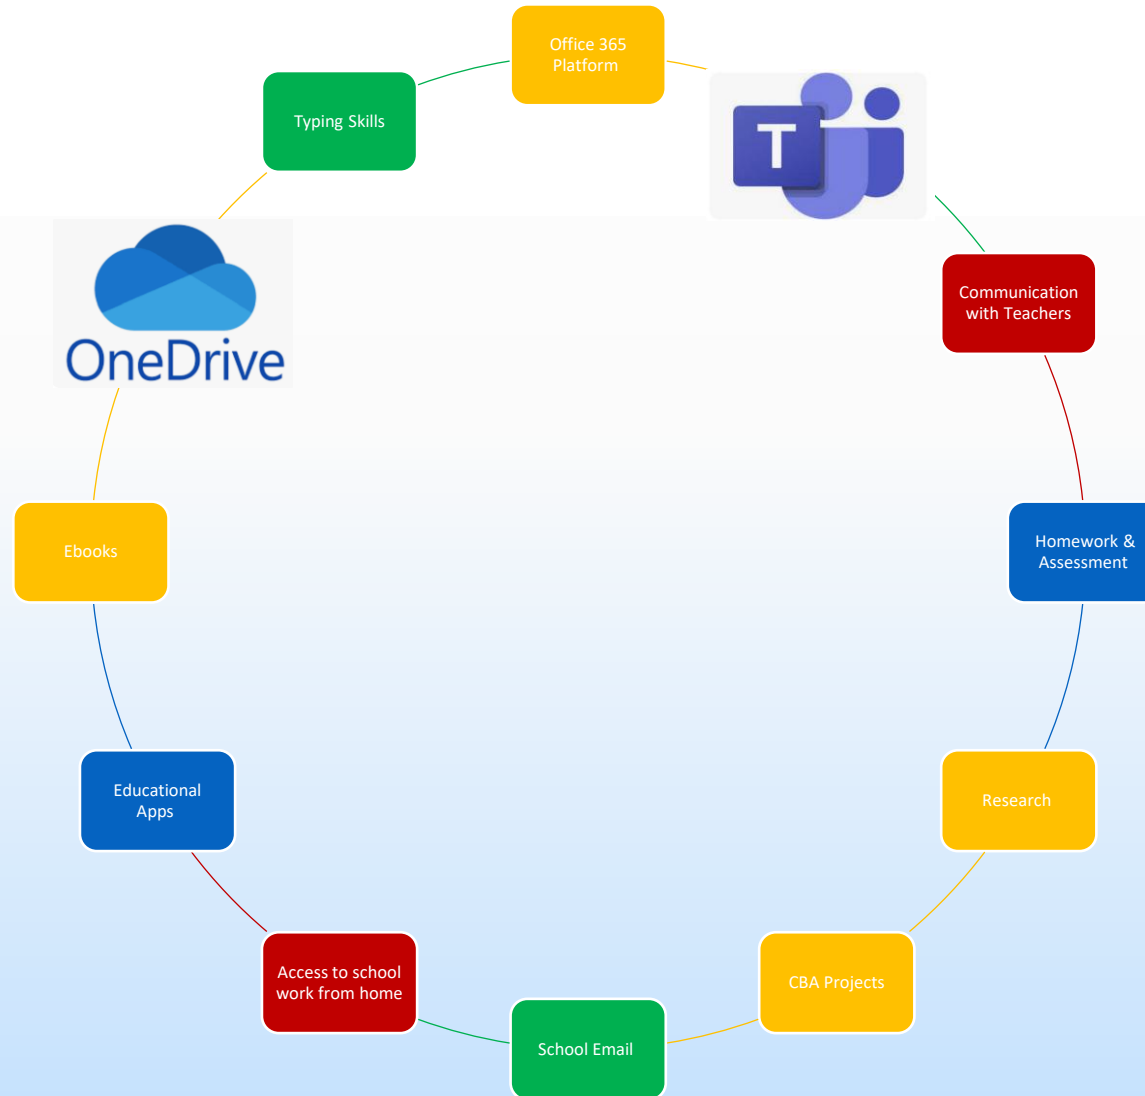 Office 365
Platform
T
Communication
with Teachers
Homework &
Assessment
Research
CBA Projects
School Email
Access to school
work from home
Educational
Apps
Ebooks
OneDrive
Typing Skills